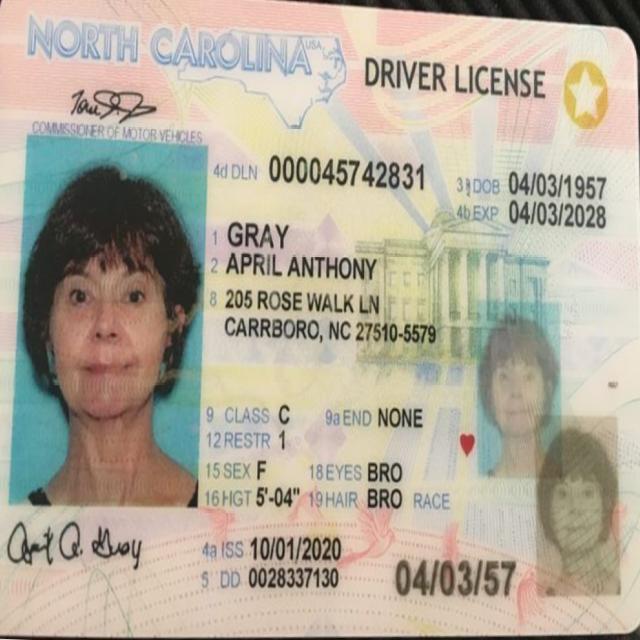 NORTH CAROLINA USA DRIVER LICENSE
COMMISSIONER OF MOTOR VEHICLES
4d DLN 000045742831 3 DOB 04/03/1957
4b EXP 04/03/2028
1 GRAY
2 APRIL ANTHONY
8 205 ROSE WALK LN
CARRBORO, NC 27510-5579
9 CLASS C 9a END NONE
12 RESTR 1
15 SEX F 18 EYES BRO
16 HGT 5'-04" 19 HAIR BRO RACE
4a ISS 10/01/2020
5 DD 0028337130 04/03/57